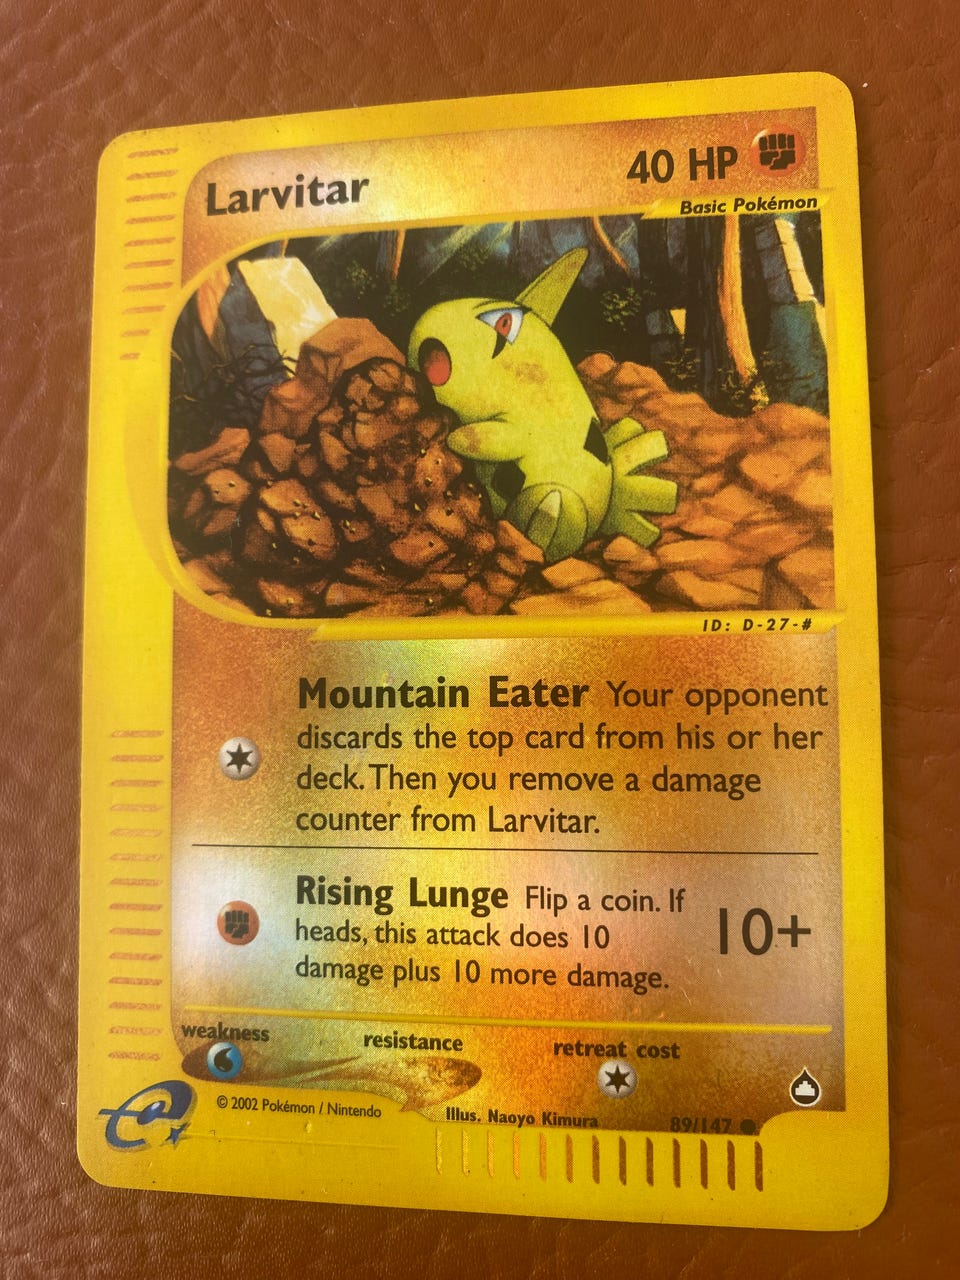 Larvitar
40 HP
Basic Pokémon
ID: D-27-#
Mountain Eater Your opponent
discards the top card from his or her
deck. Then you remove a damage
counter from Larvitar.
Rising Lunge Flip a coin. If
heads, this attack does 10
damage plus 10 more damage.
10+
weakness
resistance
retreat cost
© 2002 Pokémon / Nintendo
Illus. Naoyo Kimura
89/147
e